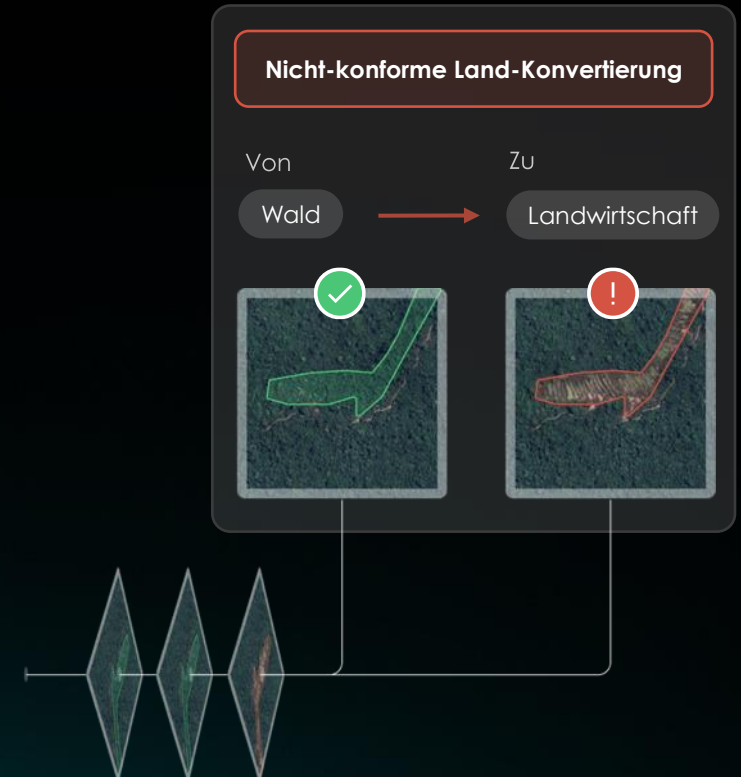 Nicht-konforme Land-Konvertierung
Von
Zu
Wald
Landwirtschaft
!